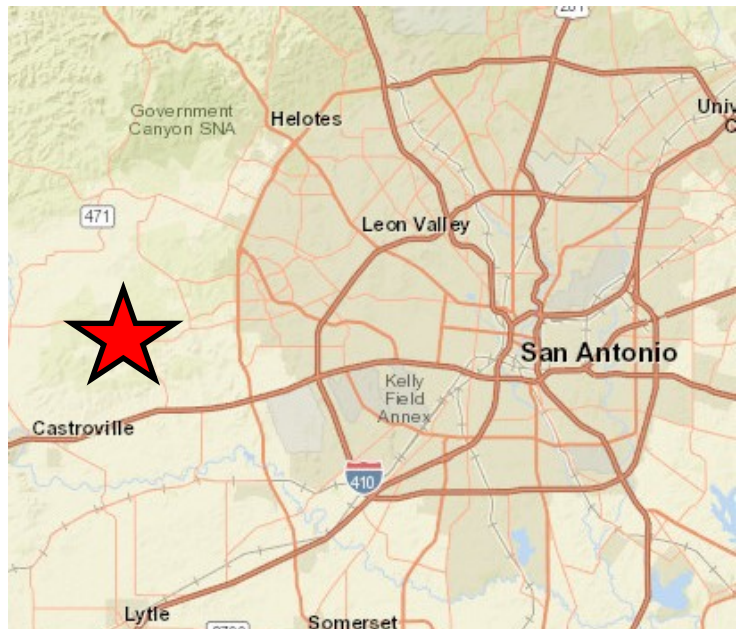 Government
Canyon SNA
Helotes
471
Leon Valley
San Antonio
Kelly
Field
Annex
Castroville
410
Lytle
Somerset